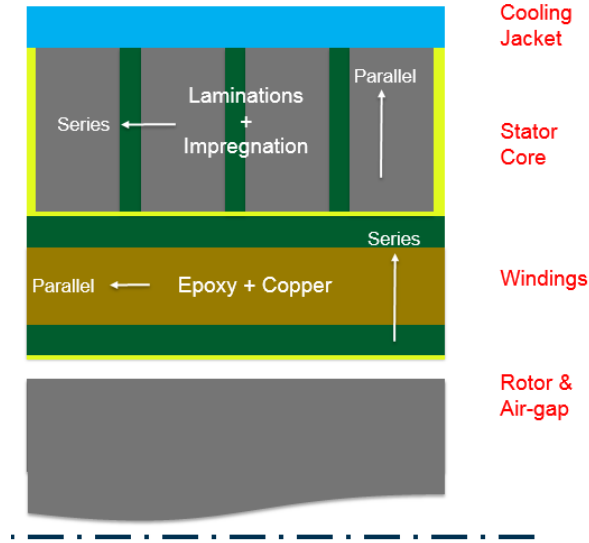 Cooling
Jacket
Parallel
Laminations
+
Impregnation
Series
Stator
Core
Series
Parallel
Epoxy + Copper
Windings
Rotor &
Air-gap